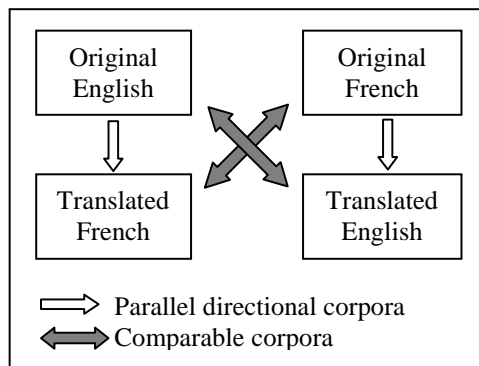 Original
English
Original
French
Translated
French
Translated
English
Parallel directional corpora
Comparable corpora